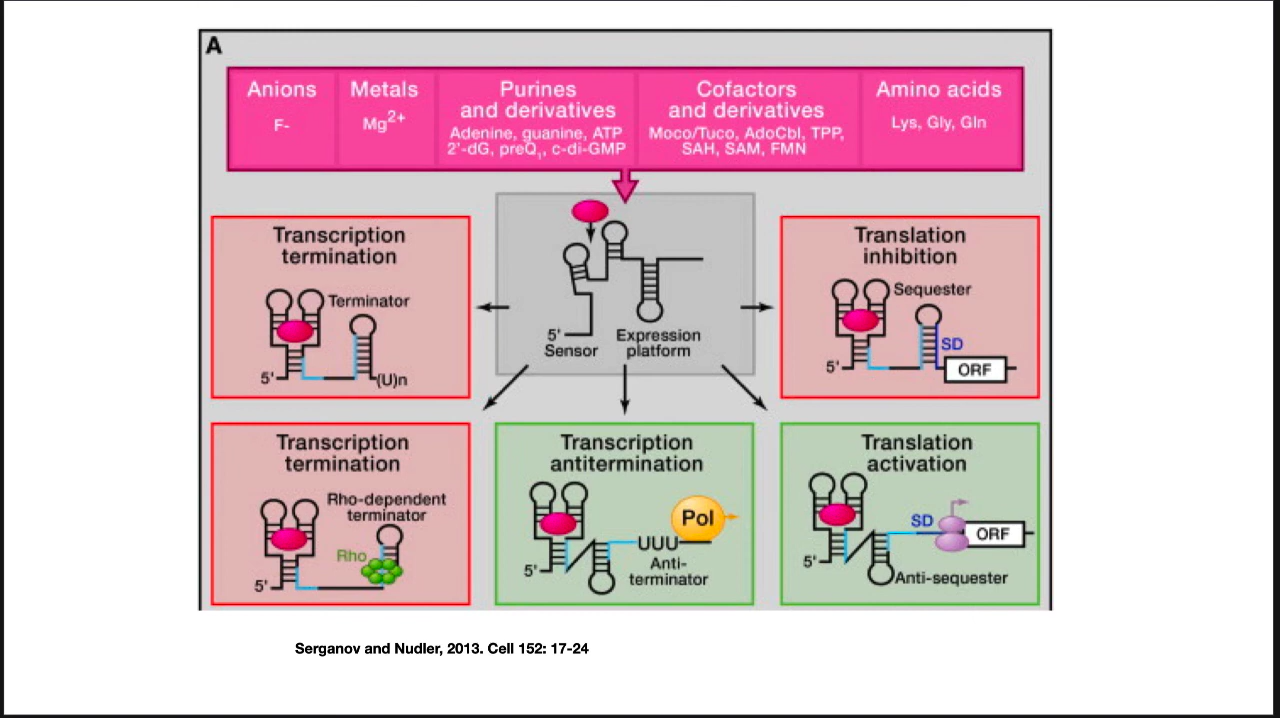 A
Anions
F-
Metals
Mg2+
Purines
and derivatives
Adenine, guanine, ATP
2'-dG, preQ1, c-di-GMP
Cofactors
and derivatives
Moco/Tuco, AdoCbl, TPP,
SAH, SAM, FMN
Amino acids
Lys, Gly, Gln
Transcription
termination
Terminator
5'
(U)n
5'
Sensor
Expression
platform
Translation
inhibition
Sequester
SD
5'
ORF
Transcription
termination
Rho-dependent
terminator
Rho
5'
Transcription
antitermination
Pol
UUU
5'
Anti-
terminator
Translation
activation
SD
ORF
5'
Anti-sequester
Serganov and Nudler, 2013. Cell 152: 17-24